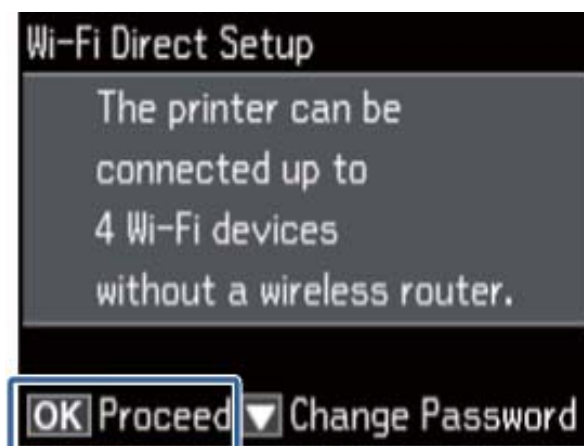 Wi-Fi Direct Setup
The printer can be
connected up to
4 Wi-Fi devices
without a wireless router.
OK Proceed ▼ Change Password